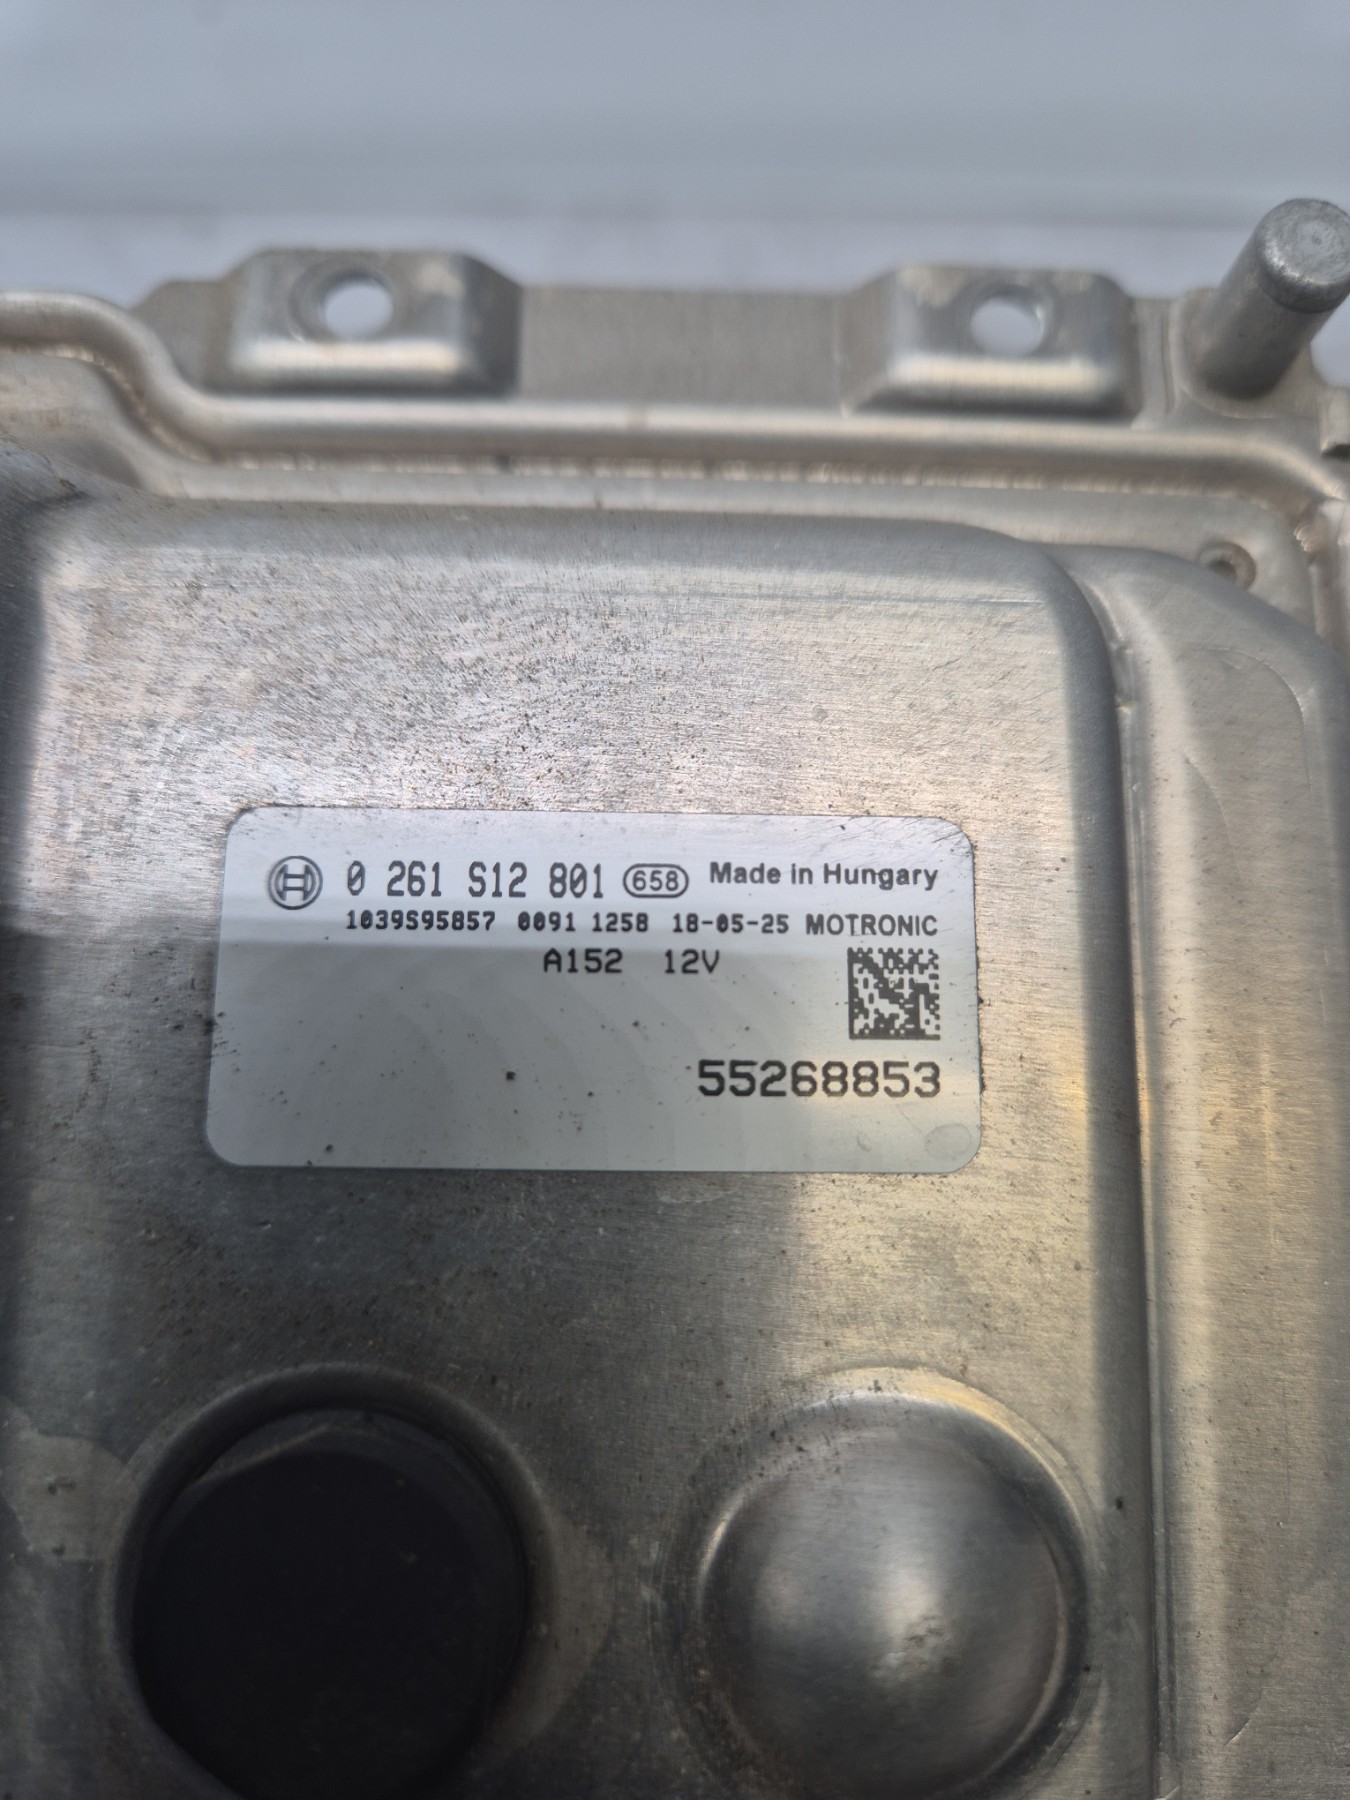 0 261 S12 801 658 Made in Hungary
1039S95857 0091 1258 18-05-25 MOTRONIC
A152 12V
55268853